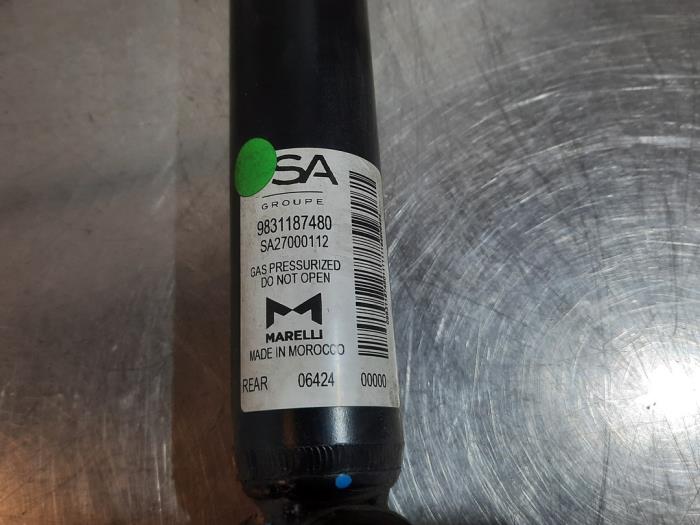 SA
GROUPE
9831187480
SA27000112
GAS PRESSURIZED
DO NOT OPEN
MARELLI
MADE IN MOROCCO
REAR 06424 00000